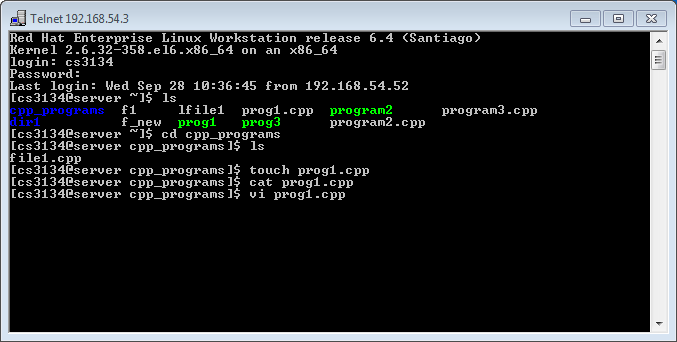 Telnet 192.168.54.3
Red Hat Enterprise Linux Workstation release 6.4 (Santiago)
Kernel 2.6.32-358.el6.x86_64 on an x86_64
login: cs3134
Password:
Last login: Wed Sep 28 10:36:45 from 192.168.54.52
[cs3134@server ~]$ ls
cpp_programs  f1     lfile1  prog1.cpp  program2      program3.cpp
dir1          f_new  prog1   prog3      program2.cpp
[cs3134@server ~]$ cd cpp_programs
[cs3134@server cpp_programs]$ ls
file1.cpp
[cs3134@server cpp_programs]$ touch prog1.cpp
[cs3134@server cpp_programs]$ cat prog1.cpp
[cs3134@server cpp_programs]$ vi prog1.cpp